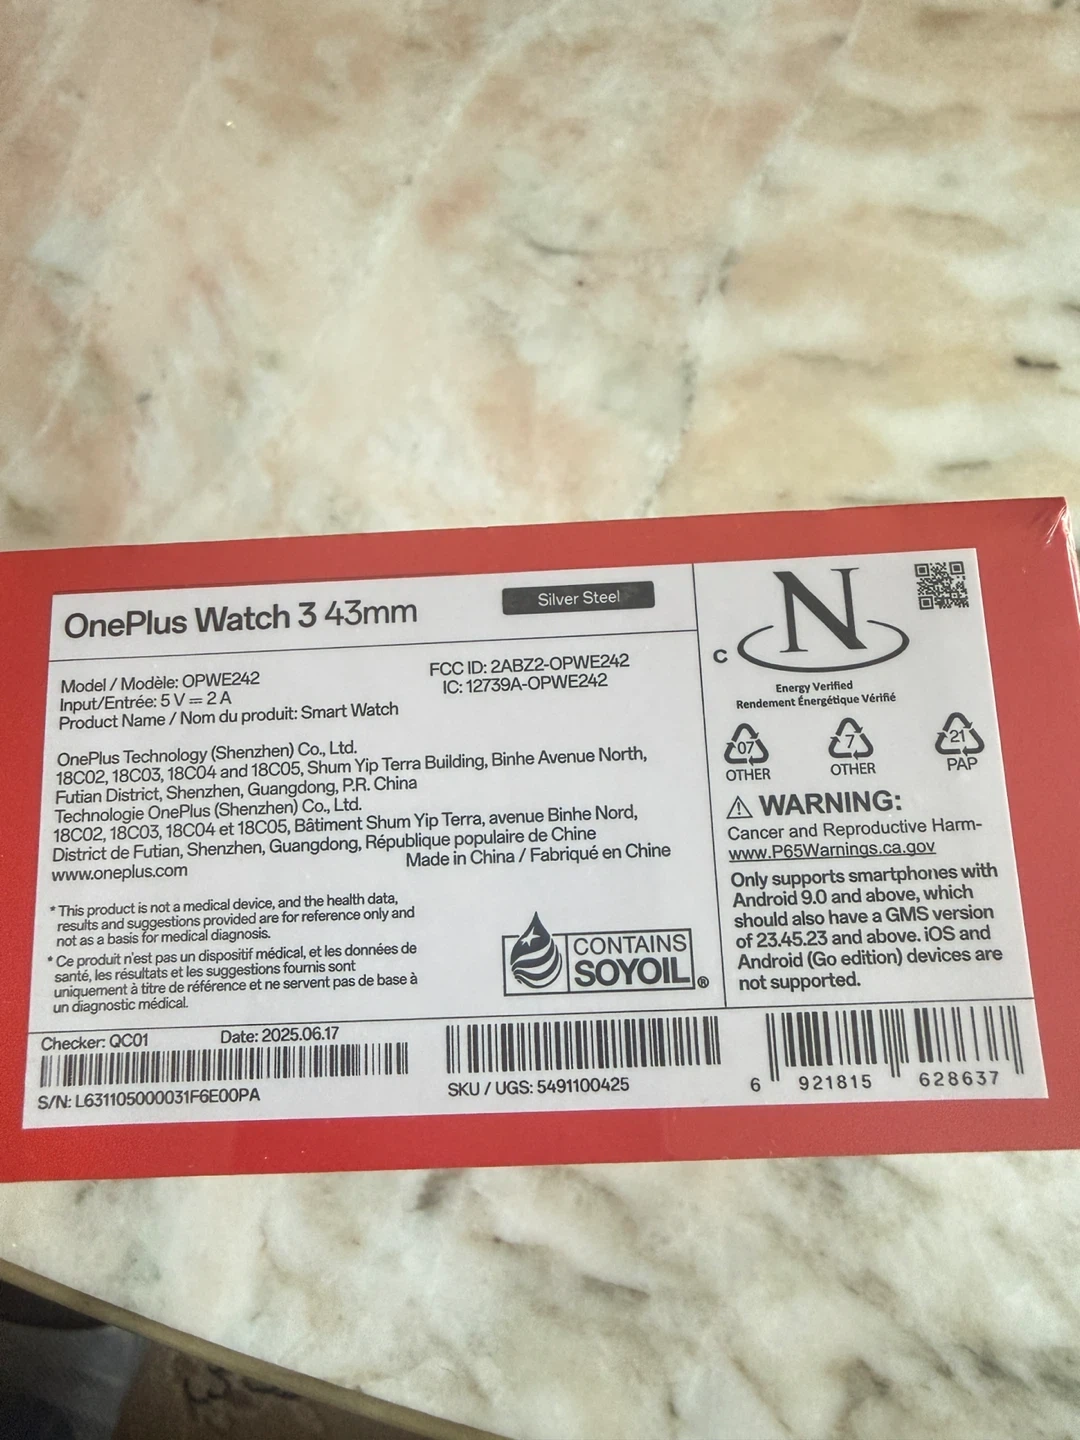 OnePlus Watch 3 43mm
Silver Steel
Model / Modèle: OPWE242
Input/Entrée: 5 V ⎓ 2 A
Product Name / Nom du produit: Smart Watch
FCC ID: 2ABZ2-OPWE242
IC: 12739A-OPWE242
OnePlus Technology (Shenzhen) Co., Ltd.
18C02, 18C03, 18C04 and 18C05, Shum Yip Terra Building, Binhe Avenue North,
Futian District, Shenzhen, Guangdong, P.R. China
Technologie OnePlus (Shenzhen) Co., Ltd.
18C02, 18C03, 18C04 et 18C05, Bâtiment Shum Yip Terra, avenue Binhe Nord,
District de Futian, Shenzhen, Guangdong, République populaire de Chine
www.oneplus.com
Made in China / Fabriqué en Chine
* This product is not a medical device, and the health data,
results and suggestions provided are for reference only and
not as a basis for medical diagnosis.
* Ce produit n'est pas un dispositif médical, et les données de
santé, les résultats et les suggestions fournis sont
uniquement à titre de référence et ne servent pas de base à
un diagnostic médical.
CONTAINS
SOYOIL®
N
C
Energy Verified
Rendement Énergétique Vérifié
07
OTHER
7
OTHER
21
PAP
⚠ WARNING:
Cancer and Reproductive Harm-
www.P65Warnings.ca.gov
Only supports smartphones with
Android 9.0 and above, which
should also have a GMS version
of 23.45.23 and above. iOS and
Android (Go edition) devices are
not supported.
Checker: QC01
Date: 2025.06.17
S/N: L631105000031F6E00PA
SKU / UGS: 5491100425
6 921815 628637